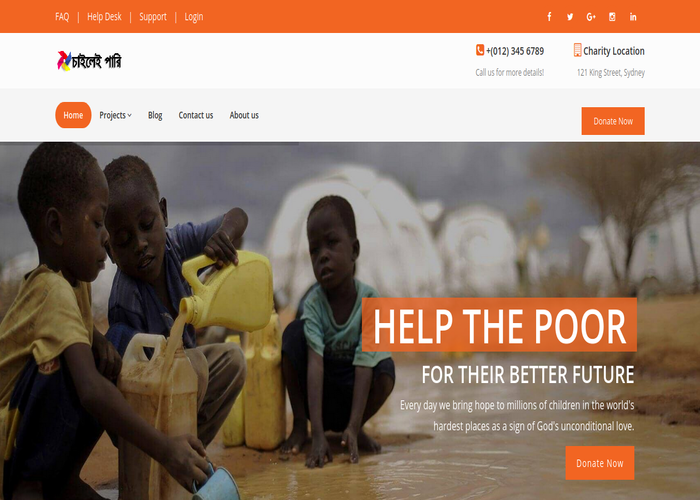 FAQ | Help Desk | Support | Login
চাইলেই পারি
+(012) 345 6789
Call us for more details!
Charity Location
121 King Street, Sydney
Home Projects Blog Contact us About us
Donate Now
HELP THE POOR
FOR THEIR BETTER FUTURE
Every day we bring hope to millions of children in the world's
hardest places as a sign of God's unconditional love.
Donate Now